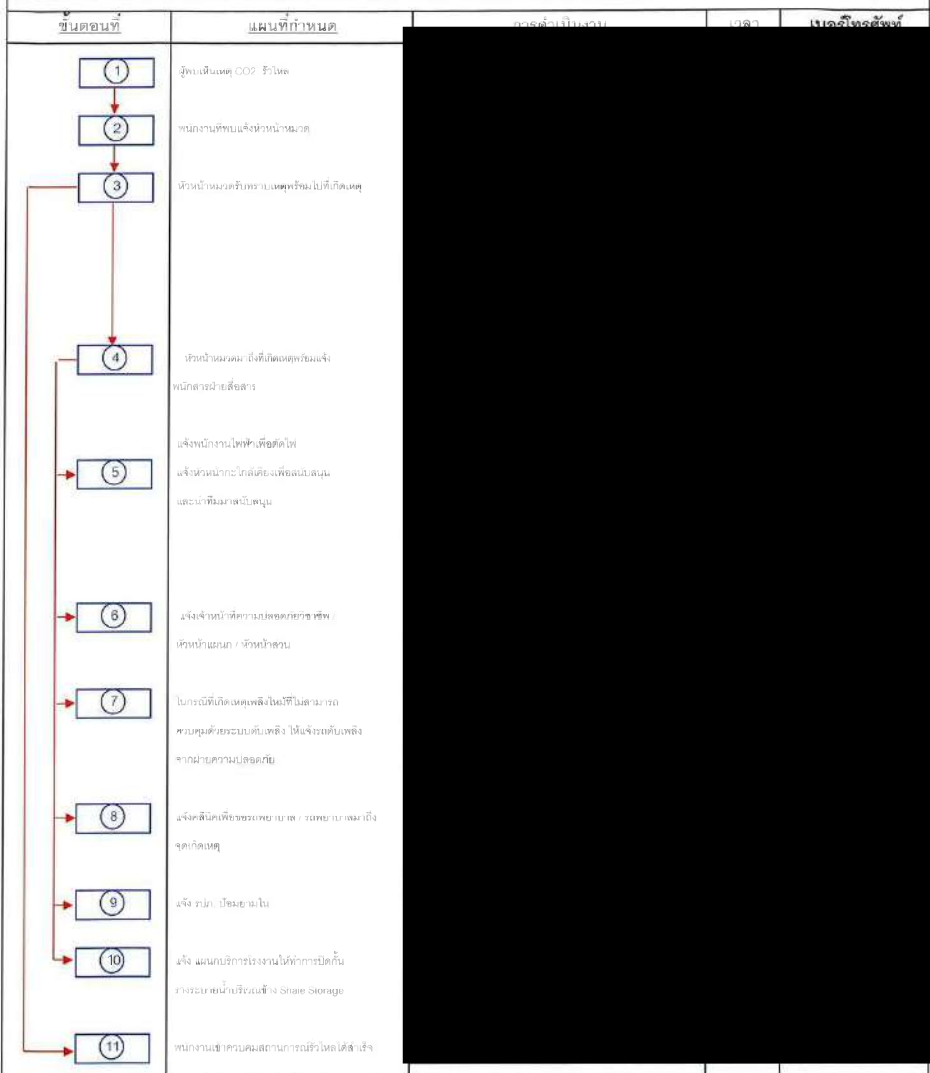 ขั้นตอนที่ แผนที่กำหนด การดำเนินงาน เวลา เบอร์โทรศัพท์
1 ผู้พบเห็นเหตุ CO2 รั่วไหล
2 พนักงานที่พบแจ้งหัวหน้าหมวด
3 หัวหน้าหมวดรับทราบเหตุพร้อมไปที่เกิดเหตุ
4 หัวหน้าหมวดมาถึงที่เกิดเหตุพร้อมแจ้ง
พนักสารฝ่ายสื่อสาร
แจ้งพนักงานไฟฟ้าเพื่อตัดไฟ
5 แจ้งหัวหน้ากะใกล้เคียงเพื่อสนับสนุน
และนำทีมมาสนับสนุน
6 แจ้งเจ้าหน้าที่ความปลอดภัยวิชาชีพ /
หัวหน้าแผนก / หัวหน้าส่วน
7 ในกรณีที่เกิดเหตุเพลิงไหม้ที่ไม่สามารถ
ควบคุมด้วยระบบดับเพลิง ให้แจ้งรถดับเพลิง
จากฝ่ายความปลอดภัย
8 แจ้งคลีนิคเพื่อขอรถพยาบาล / รถพยาบาลมาถึง
จุดเกิดเหตุ
9 แจ้ง รปภ. ป้อมยามใน
10 แจ้ง แผนกบริการโรงงานให้ทำการปิดกั้น
รางระบายน้ำบริเวณข้าง Shale Storage
11 พนักงานเข้าควบคุมสถานการณ์รั่วไหลได้สำเร็จ